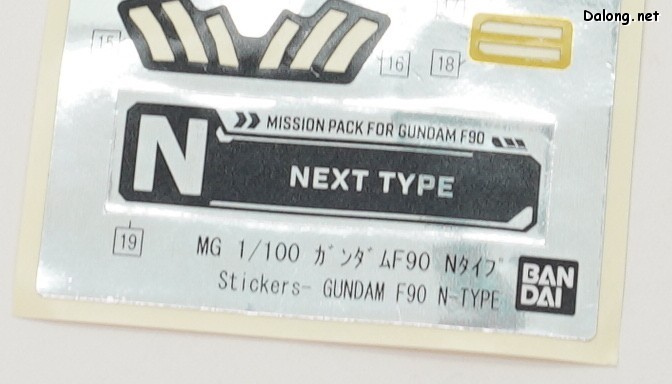 Dalong.net
15
16
18
N
MISSION PACK FOR GUNDAM F90
NEXT TYPE
19
MG 1/100 ガンダムF90 Nタイプ
Stickers- GUNDAM F90 N-TYPE
BAN
DAI